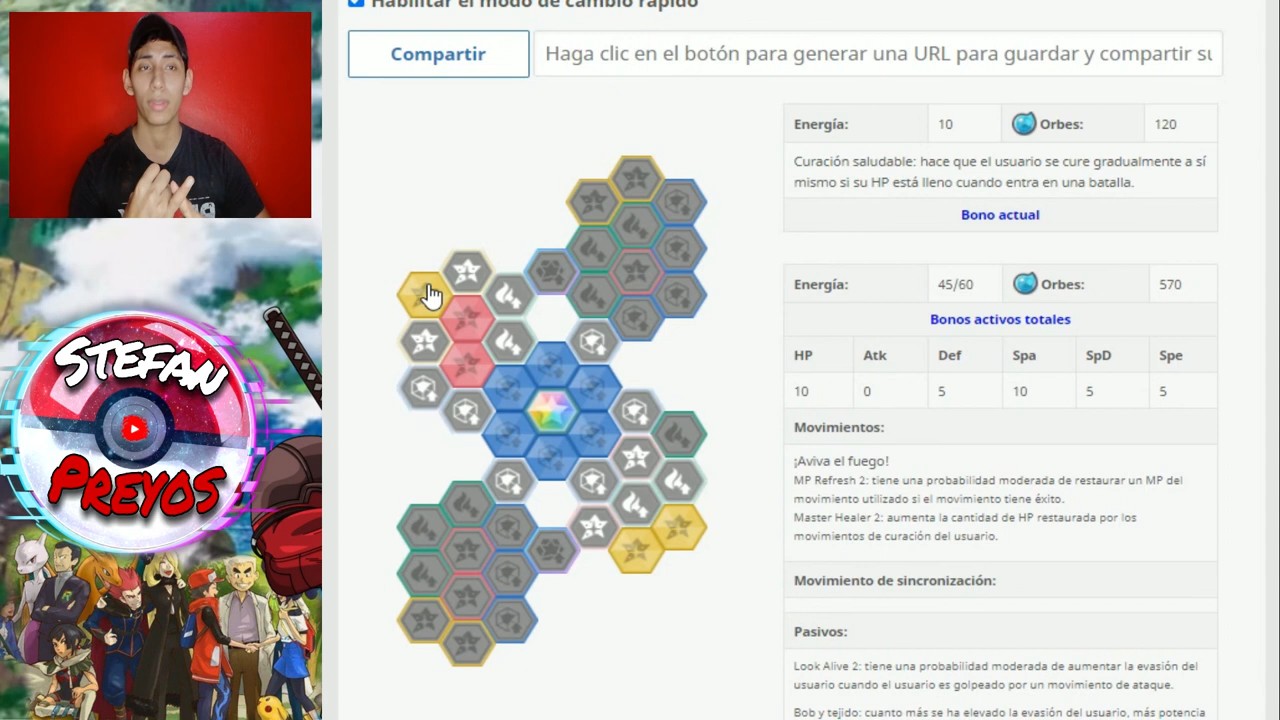 Habilitar el modo de cambio rápido
Compartir
Haga clic en el botón para generar una URL para guardar y compartir su
Energía:
10
Orbes:
120
Curación saludable: hace que el usuario se cure gradualmente a sí
mismo si su HP está lleno cuando entra en una batalla.
Bono actual
Energía:
45/60
Orbes:
570
Bonos activos totales
HP
Atk
Def
Spa
SpD
Spe
10
0
5
10
5
5
Movimientos:
¡Aviva el fuego!
MP Refresh 2: tiene una probabilidad moderada de restaurar un MP del
movimiento utilizado si el movimiento tiene éxito.
Master Healer 2: aumenta la cantidad de HP restaurada por los
movimientos de curación del usuario.
Movimiento de sincronización:
Pasivos:
Look Alive 2: tiene una probabilidad moderada de aumentar la evasión del
usuario cuando el usuario es golpeado por un movimiento de ataque.
Bob y tejido: cuanto más se ha elevado la evasión del usuario, más potencia
STEFAN
PREYOS